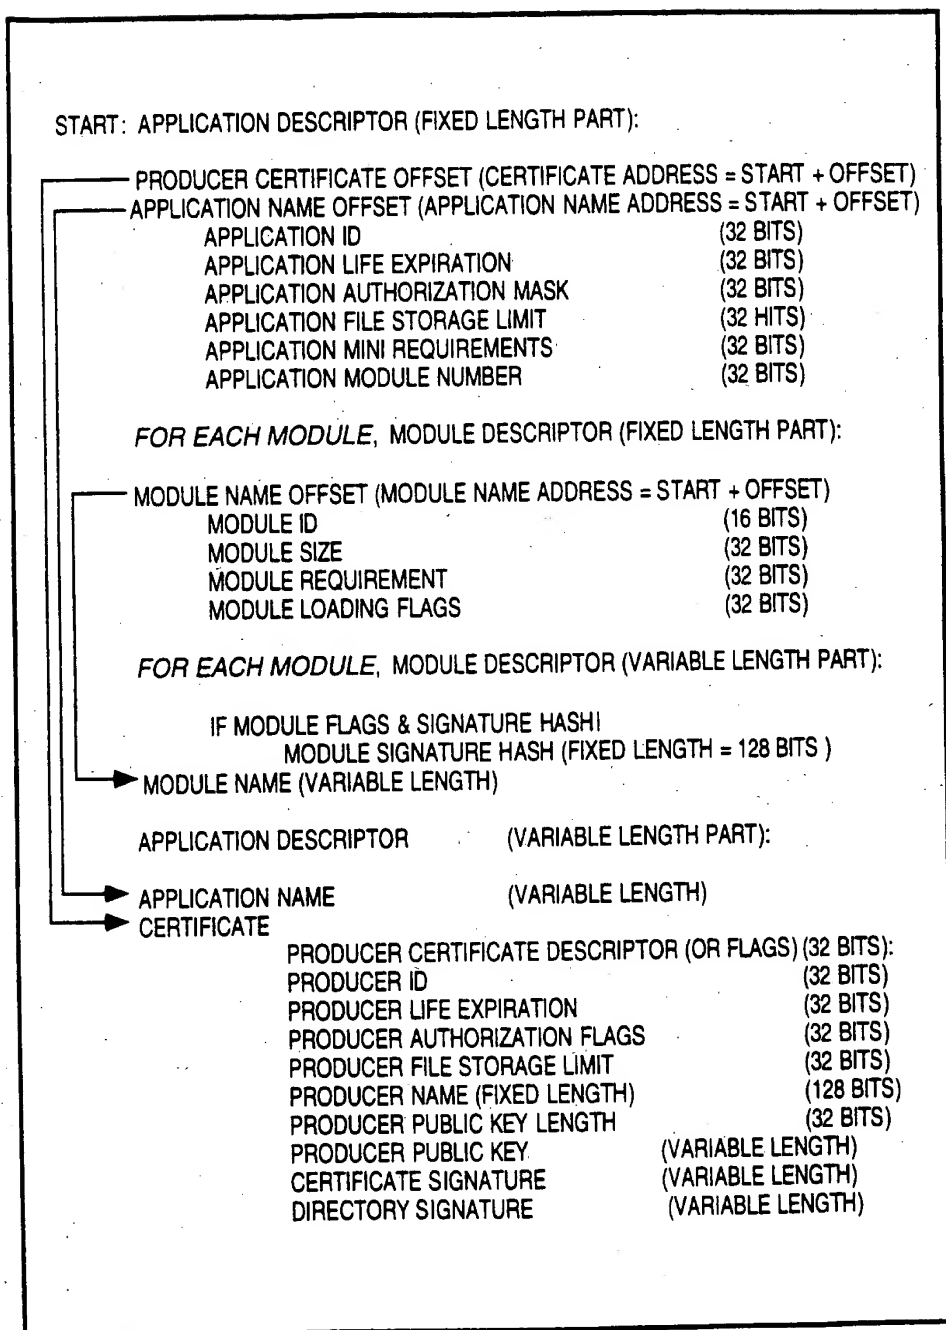 START: APPLICATION DESCRIPTOR (FIXED LENGTH PART):
PRODUCER CERTIFICATE OFFSET (CERTIFICATE ADDRESS = START + OFFSET)
APPLICATION NAME OFFSET (APPLICATION NAME ADDRESS = START + OFFSET)
APPLICATION ID (32 BITS)
APPLICATION LIFE EXPIRATION (32 BITS)
APPLICATION AUTHORIZATION MASK (32 BITS)
APPLICATION FILE STORAGE LIMIT (32 HITS)
APPLICATION MINI REQUIREMENTS (32 BITS)
APPLICATION MODULE NUMBER (32 BITS)
FOR EACH MODULE, MODULE DESCRIPTOR (FIXED LENGTH PART):
MODULE NAME OFFSET (MODULE NAME ADDRESS = START + OFFSET)
MODULE ID (16 BITS)
MODULE SIZE (32 BITS)
MODULE REQUIREMENT (32 BITS)
MODULE LOADING FLAGS (32 BITS)
FOR EACH MODULE, MODULE DESCRIPTOR (VARIABLE LENGTH PART):
IF MODULE FLAGS & SIGNATURE HASHI
MODULE SIGNATURE HASH (FIXED LENGTH = 128 BITS )
MODULE NAME (VARIABLE LENGTH)
APPLICATION DESCRIPTOR (VARIABLE LENGTH PART):
APPLICATION NAME (VARIABLE LENGTH)
CERTIFICATE
PRODUCER CERTIFICATE DESCRIPTOR (OR FLAGS) (32 BITS):
PRODUCER ID (32 BITS)
PRODUCER LIFE EXPIRATION (32 BITS)
PRODUCER AUTHORIZATION FLAGS (32 BITS)
PRODUCER FILE STORAGE LIMIT (32 BITS)
PRODUCER NAME (FIXED LENGTH) (128 BITS)
PRODUCER PUBLIC KEY LENGTH (32 BITS)
PRODUCER PUBLIC KEY (VARIABLE LENGTH)
CERTIFICATE SIGNATURE (VARIABLE LENGTH)
DIRECTORY SIGNATURE (VARIABLE LENGTH)